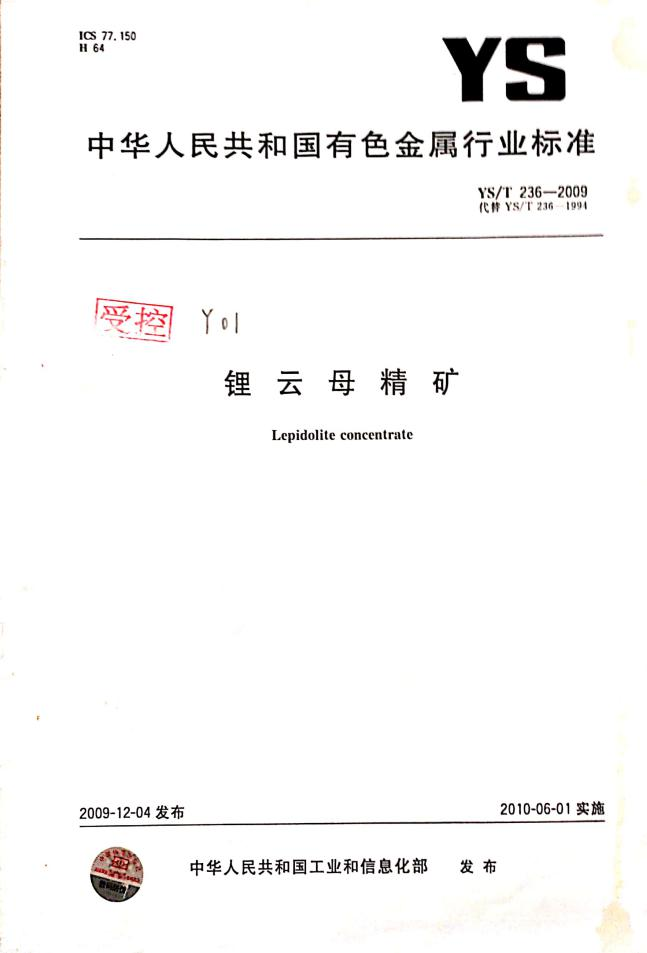 ICS 77.150
H 64
YS
中华人民共和国有色金属行业标准
YS/T 236—2009
代替 YS/T 236—1994
受控 Y01
锂云母精矿
Lepidolite concentrate
2009-12-04 发布
2010-06-01 实施
中华人民共和国工业和信息化部 发布